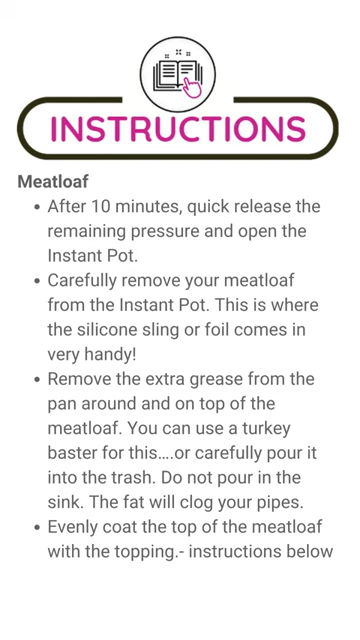 INSTRUCTIONS
Meatloaf
• After 10 minutes, quick release the
remaining pressure and open the
Instant Pot.
• Carefully remove your meatloaf
from the Instant Pot. This is where
the silicone sling or foil comes in
very handy!
• Remove the extra grease from the
pan around and on top of the
meatloaf. You can use a turkey
baster for this....or carefully pour it
into the trash. Do not pour in the
sink. The fat will clog your pipes.
• Evenly coat the top of the meatloaf
with the topping.- instructions below